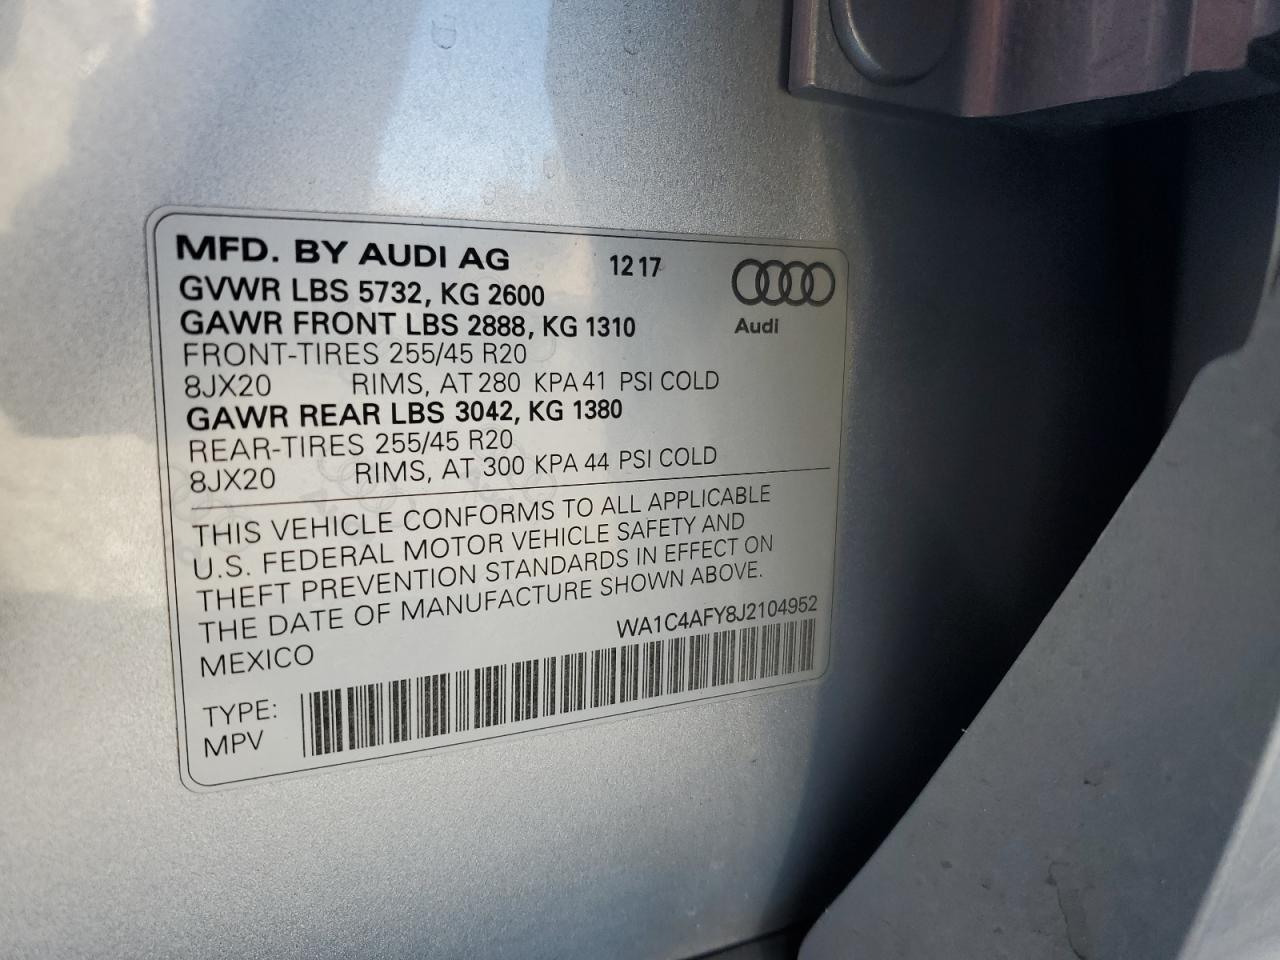 MFD. BY AUDI AG 12 17
GVWR LBS 5732, KG 2600
GAWR FRONT LBS 2888, KG 1310
Audi
FRONT-TIRES 255/45 R20
8JX20 RIMS, AT 280 KPA 41 PSI COLD
GAWR REAR LBS 3042, KG 1380
REAR-TIRES 255/45 R20
8JX20 RIMS, AT 300 KPA 44 PSI COLD
THIS VEHICLE CONFORMS TO ALL APPLICABLE
U.S. FEDERAL MOTOR VEHICLE SAFETY AND
THEFT PREVENTION STANDARDS IN EFFECT ON
THE DATE OF MANUFACTURE SHOWN ABOVE.
WA1C4AFY8J2104952
MEXICO
TYPE:
MPV